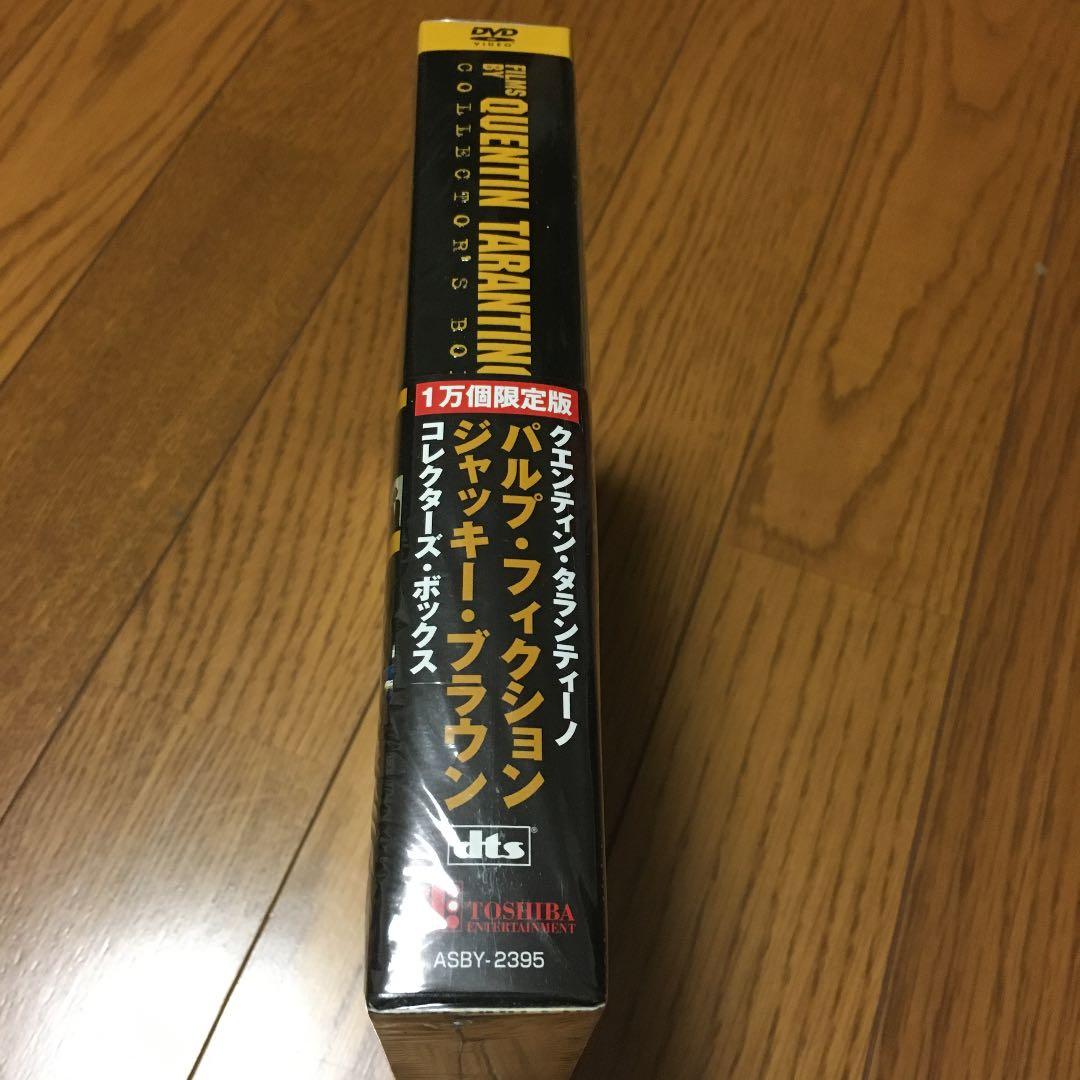 DVD
VIDEO
FILMS
BY
QUENTIN TARANTINO
COLLECTOR'S BO
1万個限定版
クエンティン・タランティーノ
パルプ・フィクション
ジャッキー・ブラウン
コレクターズ・ボックス
dts®
TOSHIBA
ENTERTAINMENT
ASBY-2395